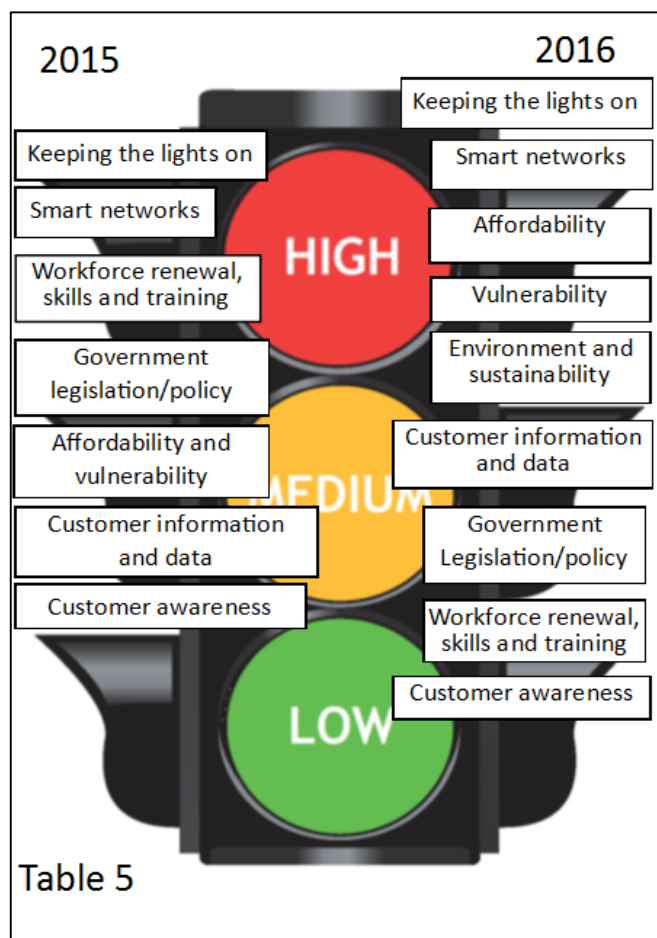 2015
Keeping the lights on
Smart networks
Workforce renewal,
skills and training
Government
legislation/policy
Affordability and
vulnerability
Customer information
and data
Customer awareness
HIGH
MEDIUM
LOW
2016
Keeping the lights on
Smart networks
Affordability
Vulnerability
Environment and
sustainability
Customer information
and data
Government
Legislation/policy
Workforce renewal,
skills and training
Customer awareness
Table 5